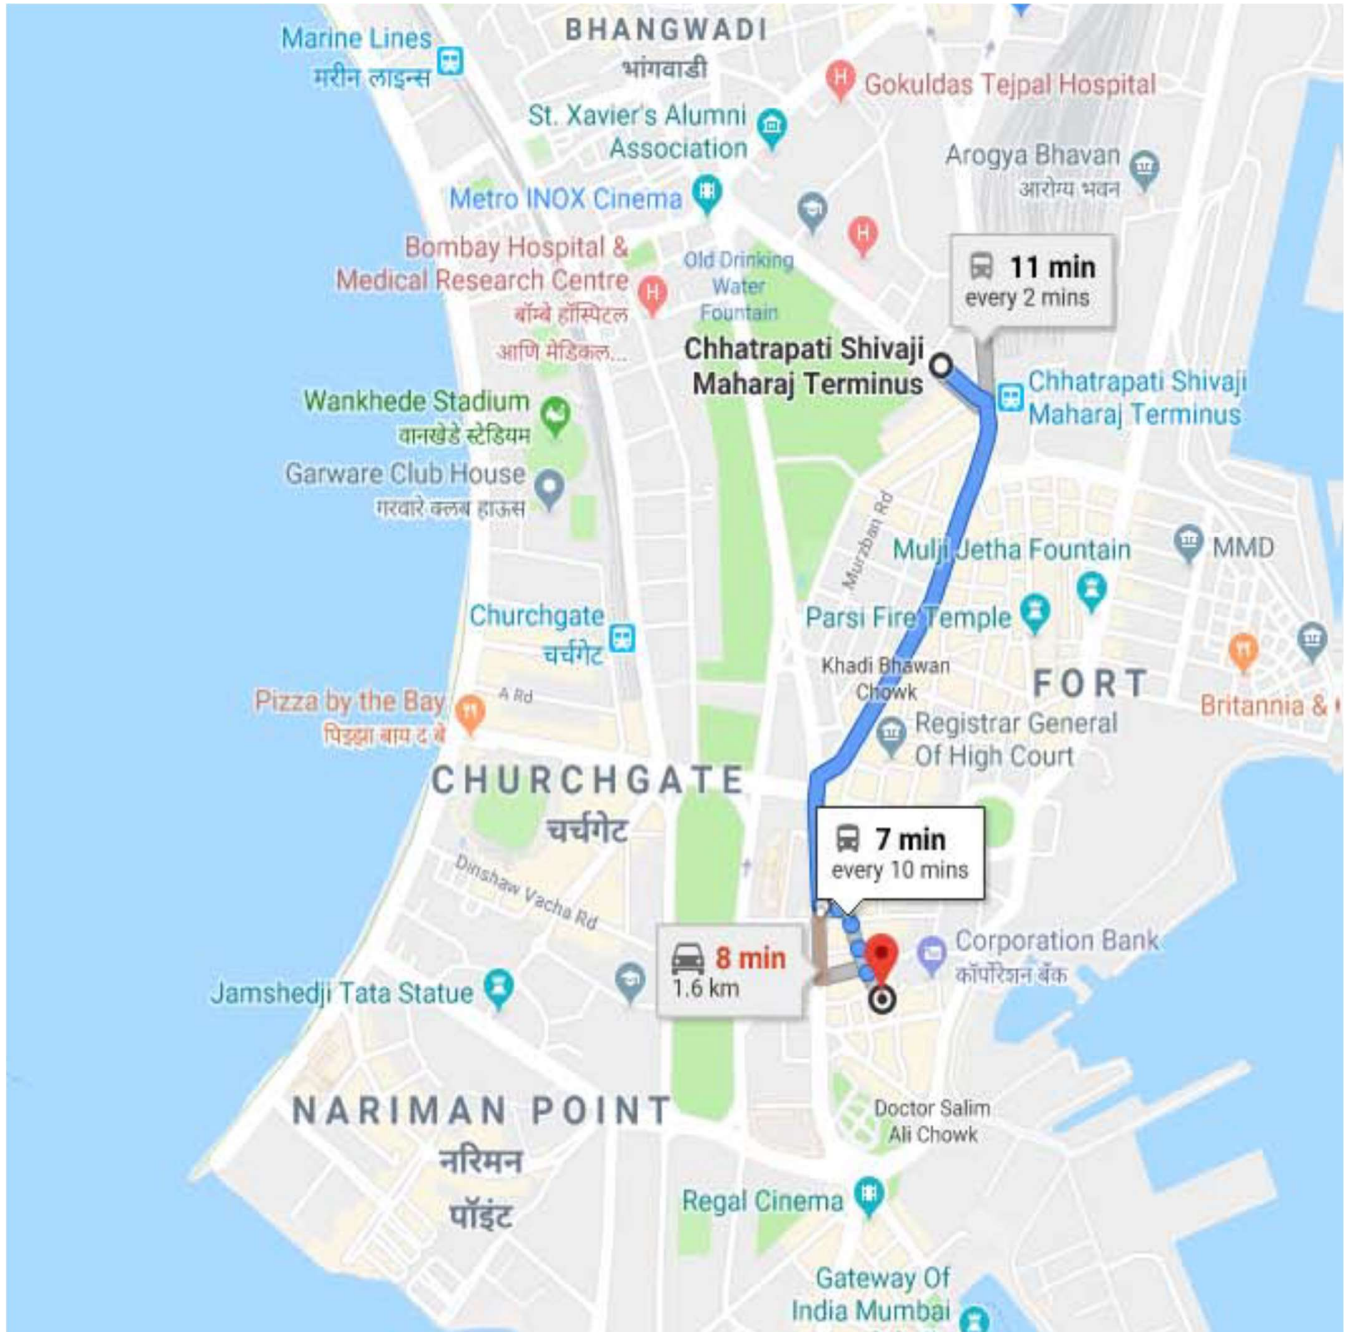 BHANGWADI
भांगवाडी
Marine Lines
मरीन लाइन्स
Gokuldas Tejpal Hospital
St. Xavier's Alumni
Association
Arogya Bhavan
आरोग्य भवन
Metro INOX Cinema
Bombay Hospital &
Medical Research Centre
बॉम्बे हॉस्पिटल
आणि मेडिकल...
Old Drinking
Water
Fountain
11 min
every 2 mins
Chhatrapati Shivaji
Maharaj Terminus
Chhatrapati Shivaji
Maharaj Terminus
Wankhede Stadium
वानखेडे स्टेडियम
Garware Club House
गरवारे क्लब हाऊस
Murzban Rd
Mulji Jetha Fountain
MMD
Parsi Fire Temple
Churchgate
चर्चगेट
Khadi Bhawan
Chowk
FORT
A Rd
Pizza by the Bay
पिझ्झा बाय द बे
Britannia &
Registrar General
Of High Court
CHURCHGATE
चर्चगेट
7 min
every 10 mins
Dinshaw Vacha Rd
8 min
1.6 km
Corporation Bank
कॉर्पोरेशन बँक
Jamshedji Tata Statue
NARIMAN POINT
नरिमन
पॉइंट
Doctor Salim
Ali Chowk
Regal Cinema
Gateway Of
India Mumbai